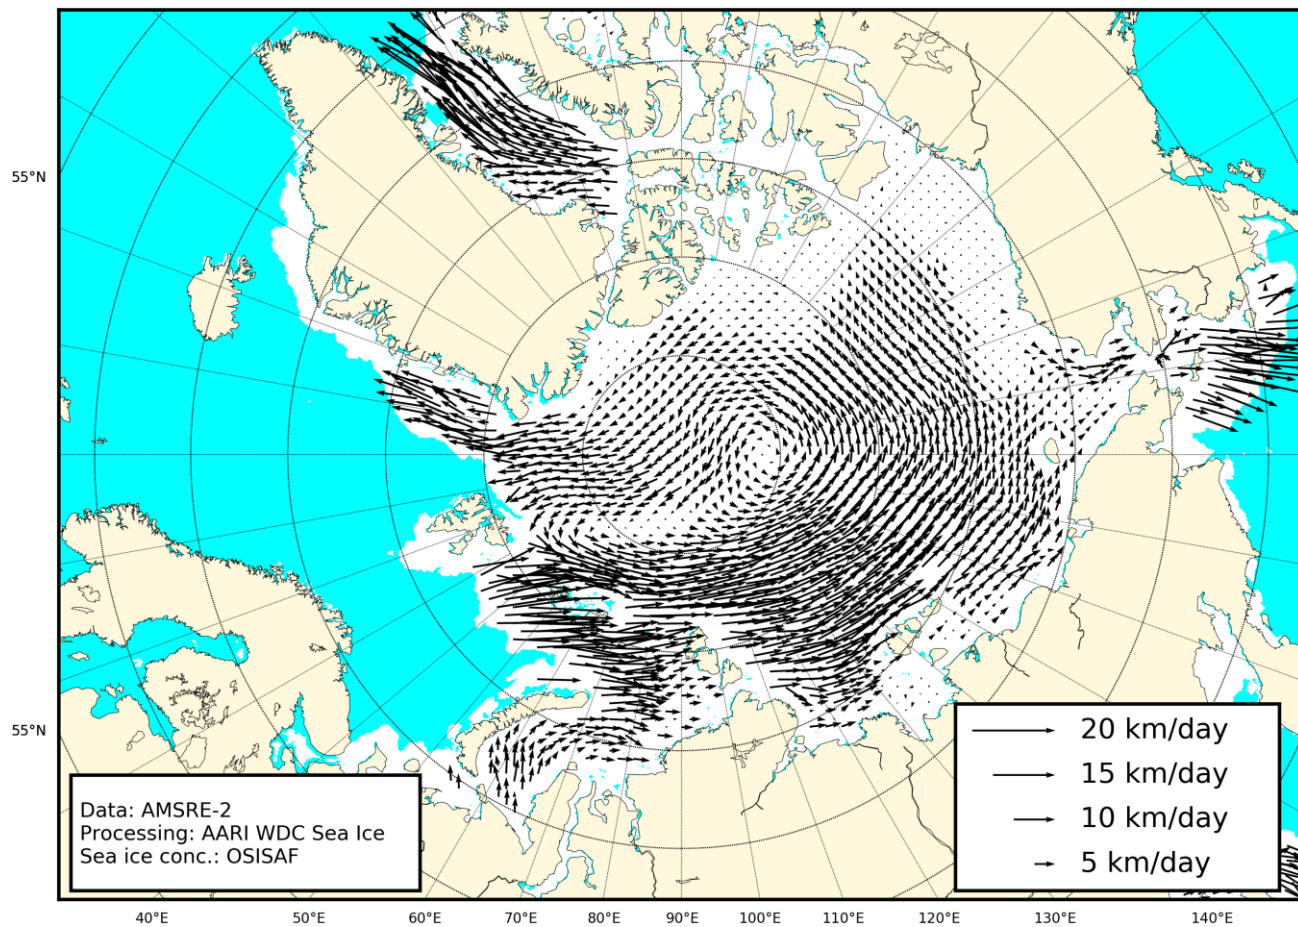 55°N
55°N
20 km/day
15 km/day
10 km/day
5 km/day
Data: AMSRE-2
Processing: AARI WDC Sea Ice
Sea ice conc.: OSISAF
40°E 50°E 60°E 70°E 80°E 90°E 100°E 120°E 130°E 140°E